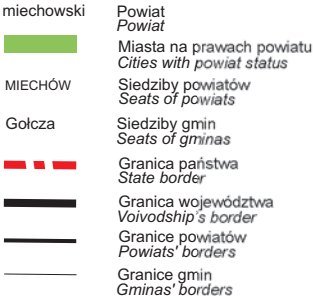 miechowski Powiat
Powiat
Miasta na prawach powiatu
Cities with powiat status
MIECHÓW Siedziby powiatów
Seats of powiats
Gołcza Siedziby gmin
Seats of gminas
Granica państwa
State border
Granica województwa
Voivodship's border
Granice powiatów
Powiats' borders
Granice gmin
Gminas' borders